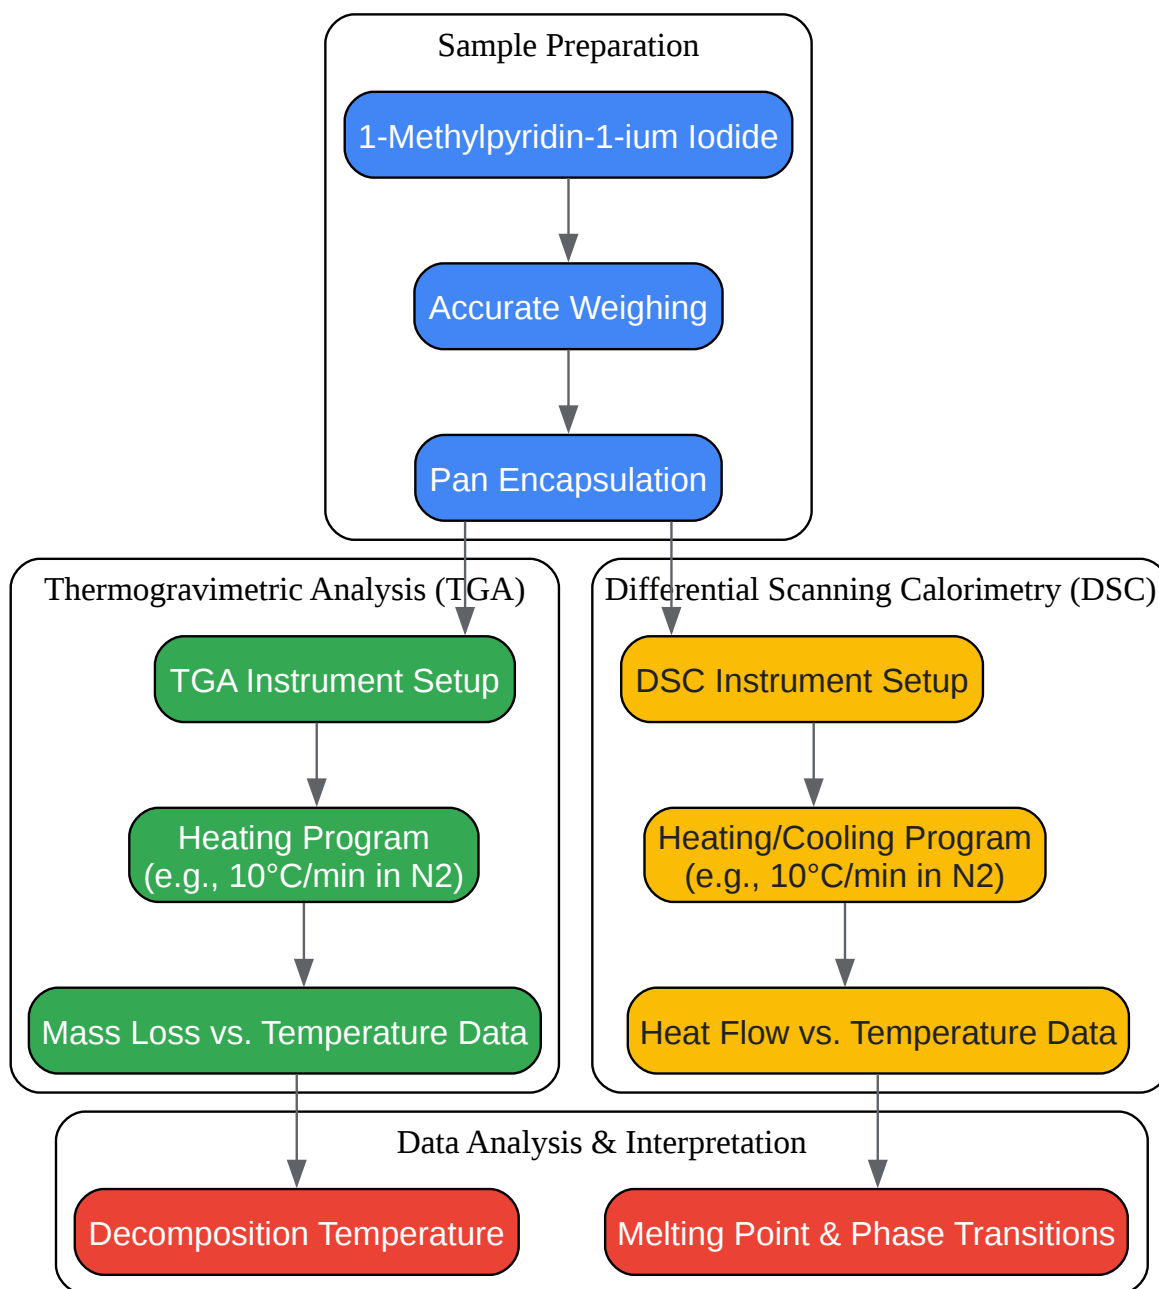 Sample Preparation
1-Methylpyridin-1-ium Iodide
Accurate Weighing
Pan Encapsulation
Thermogravimetric Analysis (TGA)
TGA Instrument Setup
Heating Program
(e.g., 10°C/min in N2)
Mass Loss vs. Temperature Data
Differential Scanning Calorimetry (DSC)
DSC Instrument Setup
Heating/Cooling Program
(e.g., 10°C/min in N2)
Heat Flow vs. Temperature Data
Data Analysis & Interpretation
Decomposition Temperature
Melting Point & Phase Transitions